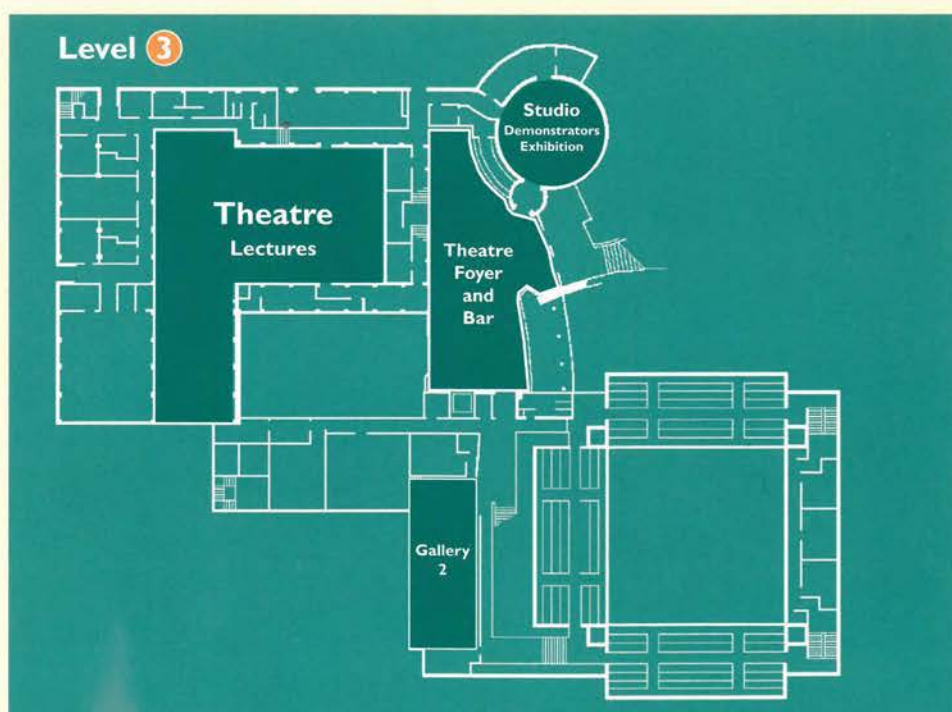 Level 3
Studio
Demonstrators
Exhibition
Theatre
Lectures
Theatre
Foyer
and
Bar
Gallery
2